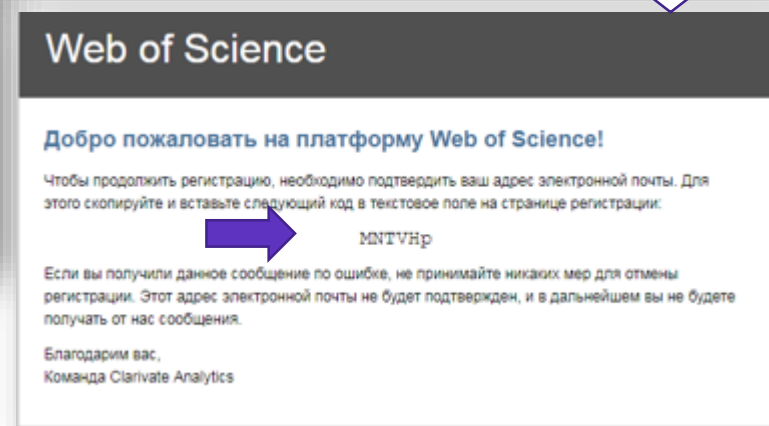 Web of Science
Добро пожаловать на платформу Web of Science!
Чтобы продолжить регистрацию, необходимо подтвердить ваш адрес электронной почты. Для
этого скопируйте и вставьте следующий код в текстовое поле на странице регистрации:
MNTVHp
Если вы получили данное сообщение по ошибке, не принимайте никаких мер для отмены
регистрации. Этот адрес электронной почты не будет подтвержден, и в дальнейшем вы не будете
получать от нас сообщения.
Благодарим вас,
Команда Clarivate Analytics